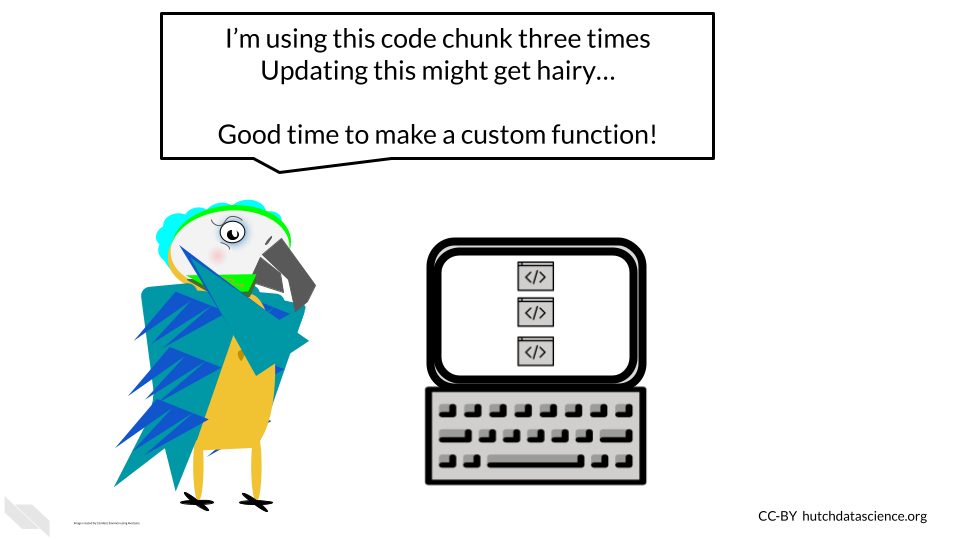 I'm using this code chunk three times
Updating this might get hairy...
Good time to make a custom function!
</>
</>
</>
CC-BY hutchdatascience.org